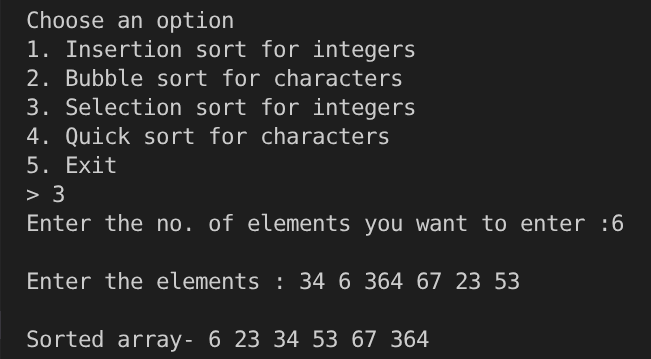 Choose an option
1. Insertion sort for integers
2. Bubble sort for characters
3. Selection sort for integers
4. Quick sort for characters
5. Exit
> 3
Enter the no. of elements you want to enter :6
Enter the elements : 34 6 364 67 23 53
Sorted array- 6 23 34 53 67 364